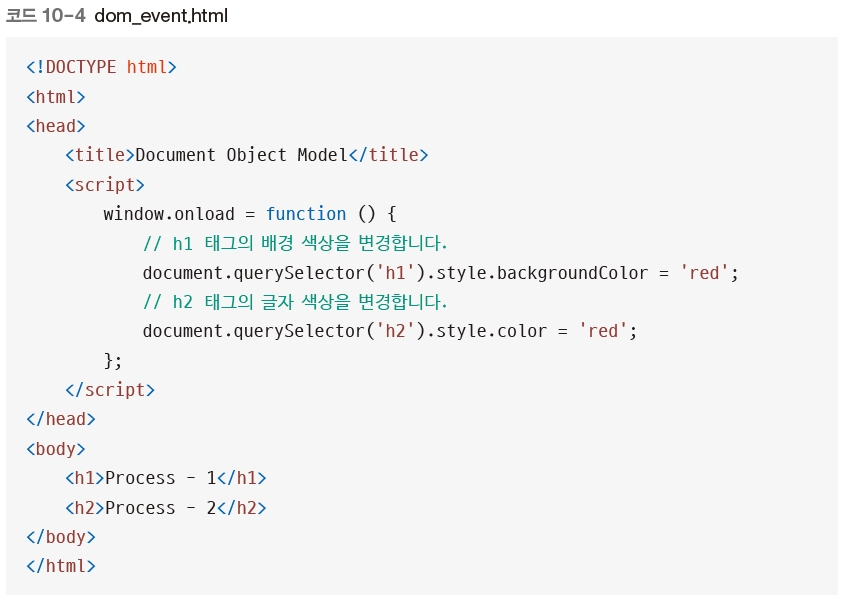 코드 10-4 dom_event.html
<!DOCTYPE html>
<html>
<head>
    <title>Document Object Model</title>
    <script>
        window.onload = function () {
            // h1 태그의 배경 색상을 변경합니다.
            document.querySelector('h1').style.backgroundColor = 'red';
            // h2 태그의 글자 색상을 변경합니다.
            document.querySelector('h2').style.color = 'red';
        };
    </script>
</head>
<body>
    <h1>Process - 1</h1>
    <h2>Process - 2</h2>
</body>
</html>